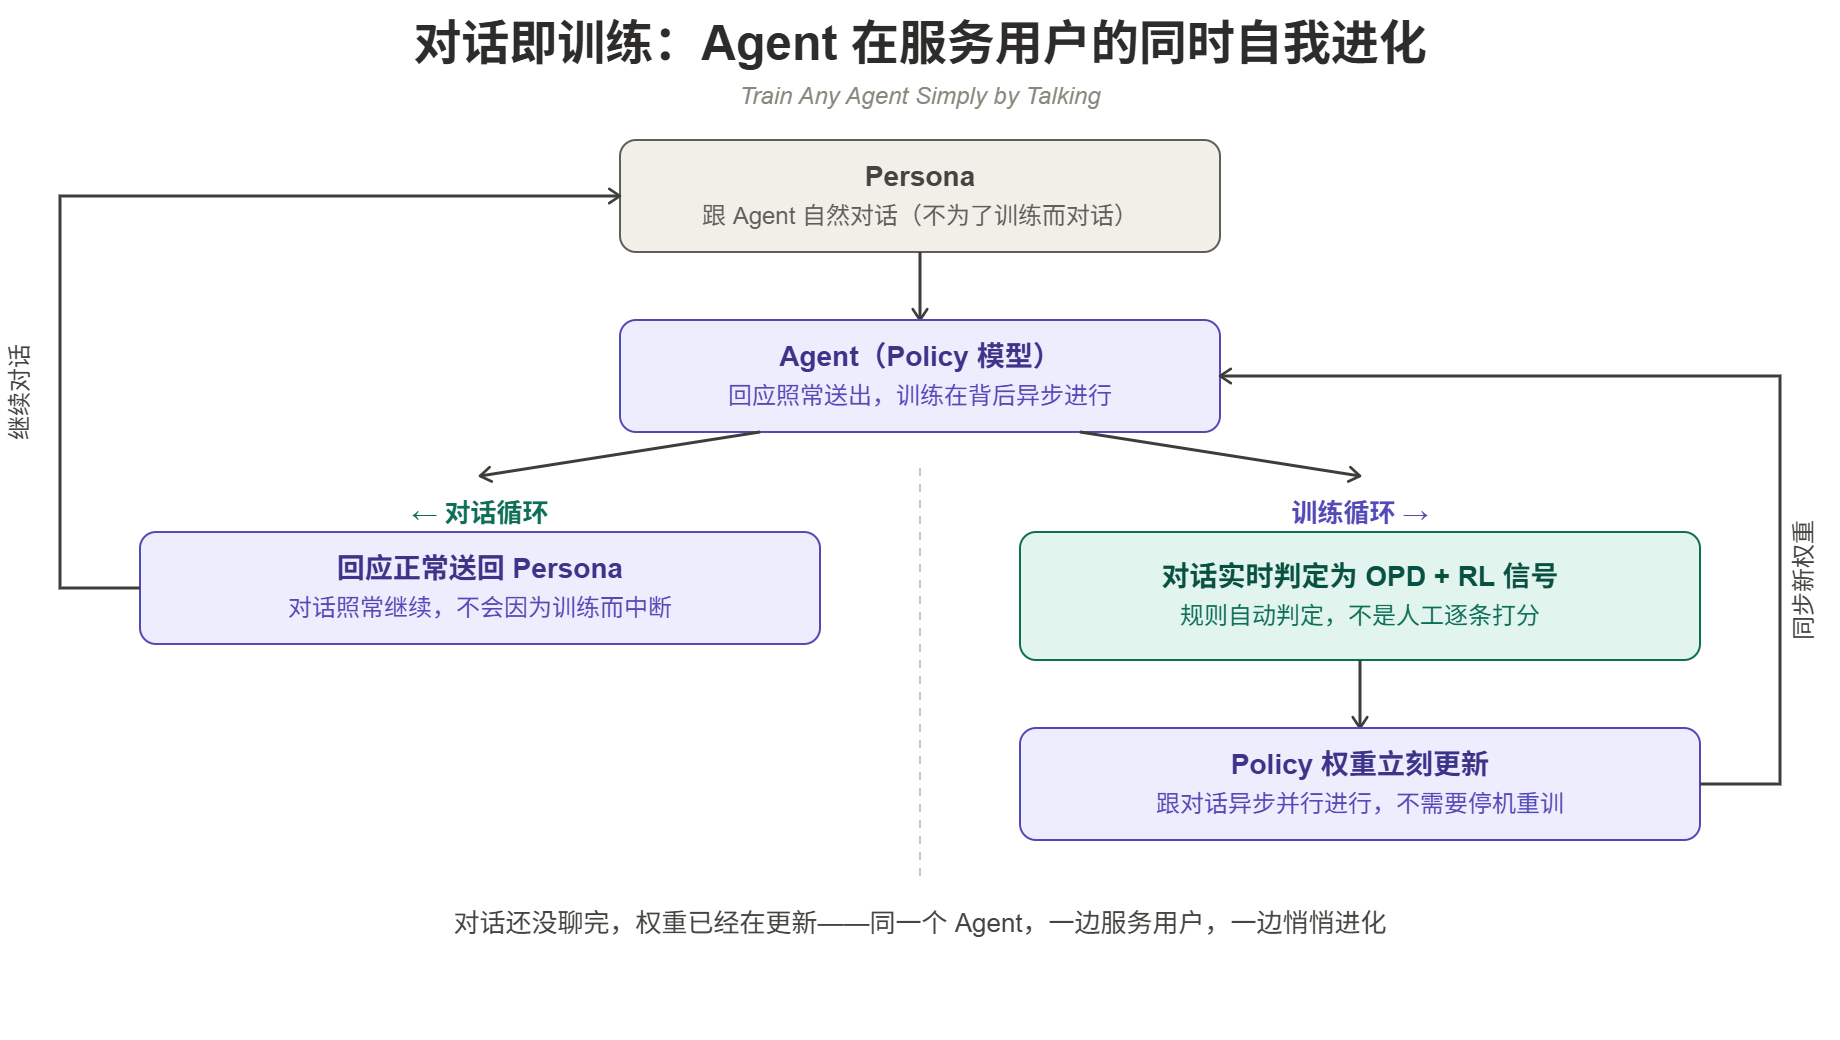 对话即训练：Agent 在服务用户的同时自我进化
Train Any Agent Simply by Talking
Persona
跟 Agent 自然对话（不为了训练而对话）
Agent（Policy 模型）
回应照常送出，训练在背后异步进行
继续对话
← 对话循环
回应正常送回 Persona
对话照常继续，不会因为训练而中断
训练循环 →
对话实时判定为 OPD + RL 信号
规则自动判定，不是人工逐条打分
Policy 权重立刻更新
跟对话异步并行进行，不需要停机重训
同步新权重
对话还没聊完，权重已经在更新——同一个 Agent，一边服务用户，一边悄悄进化